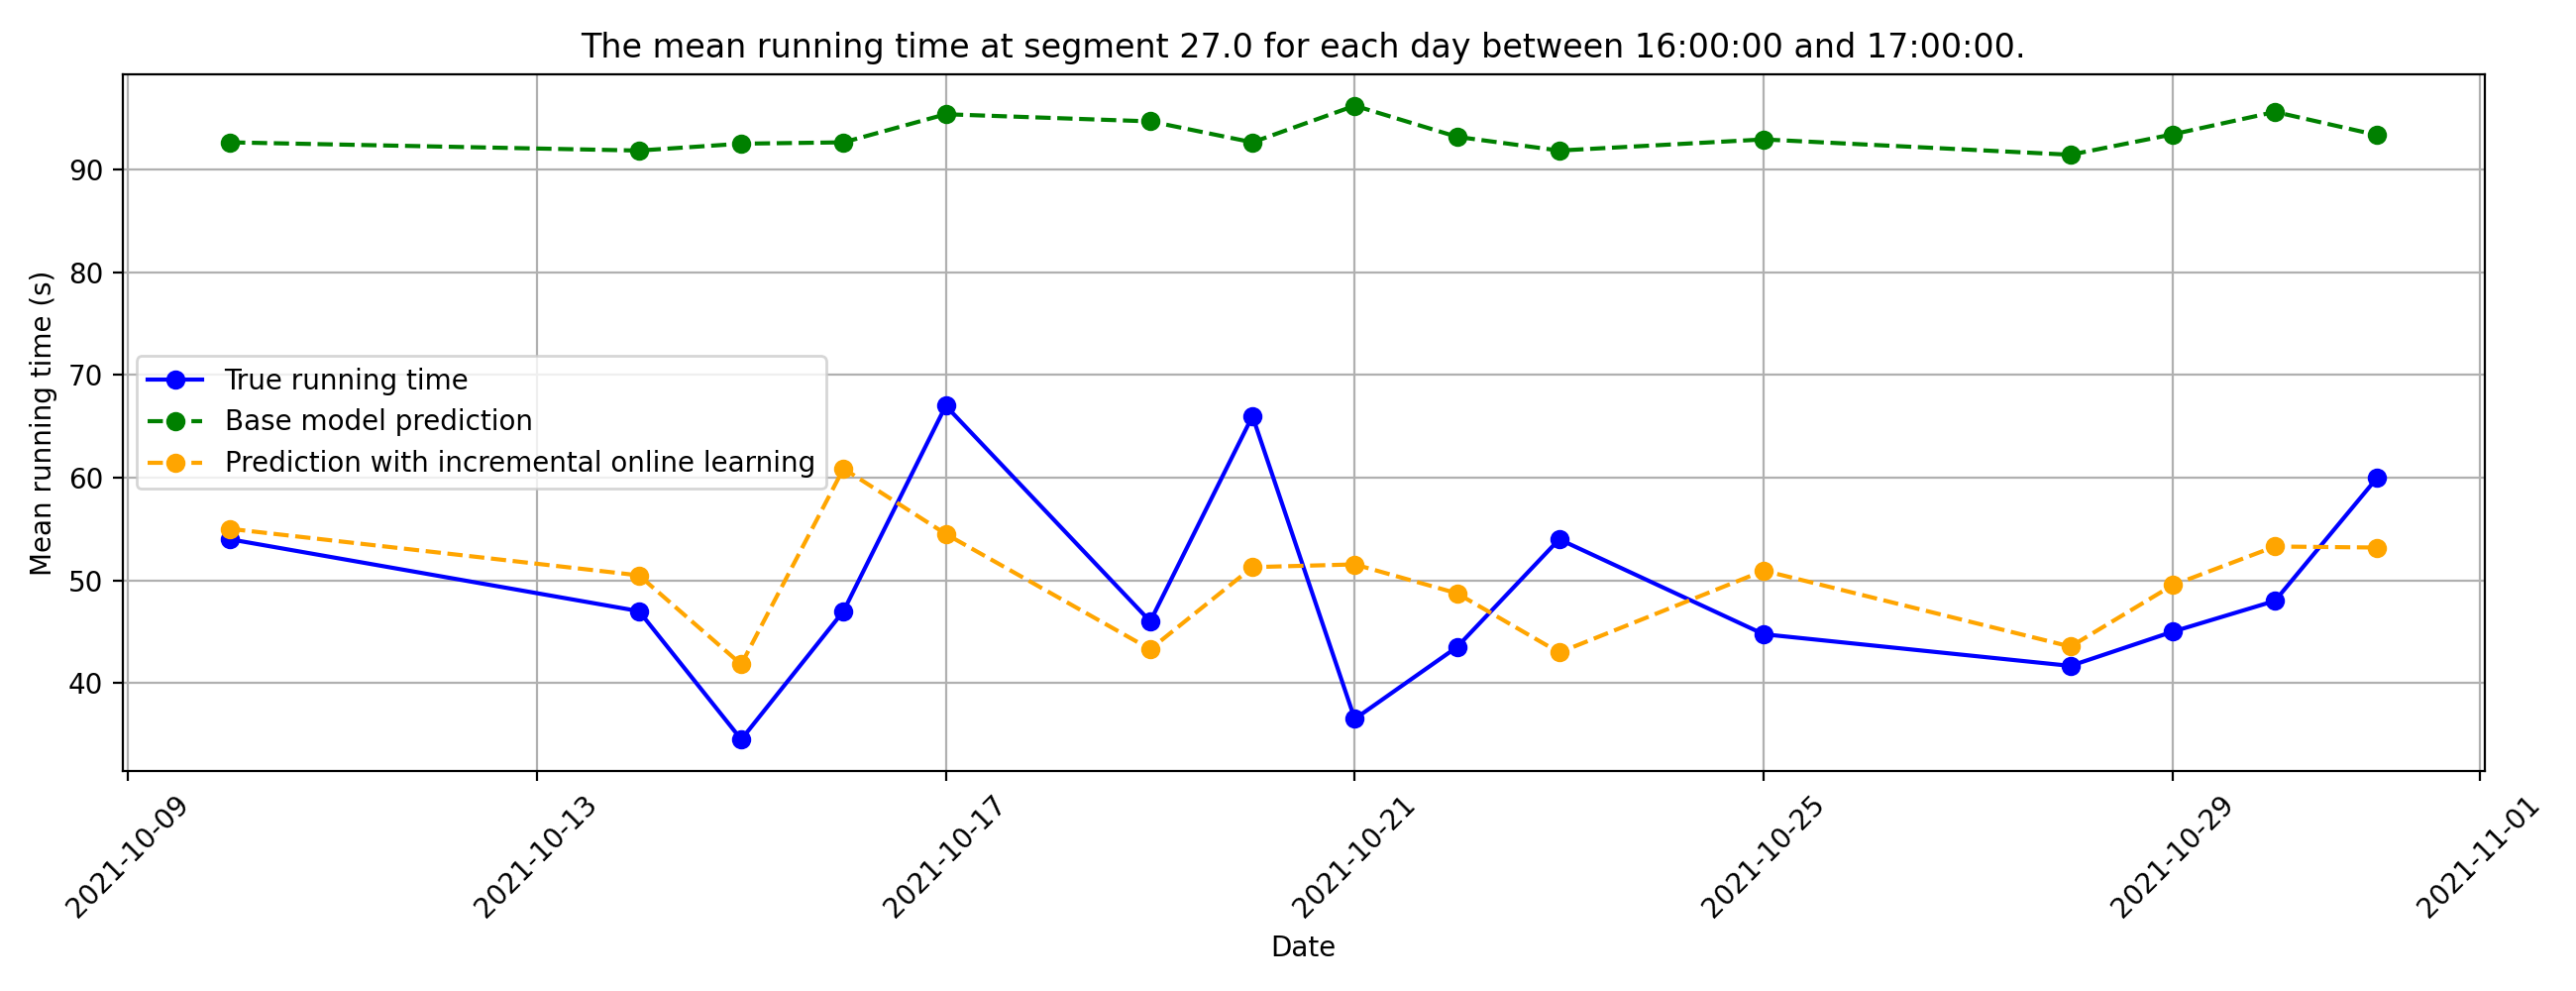 The mean running time at segment 27.0 for each day between 16:00:00 and 17:00:00.
Mean running time (s)
90
80
70
60
50
40
True running time
Base model prediction
Prediction with incremental online learning
2021-10-09
2021-10-13
2021-10-17
2021-10-21
2021-10-25
2021-10-29
2021-11-01
Date